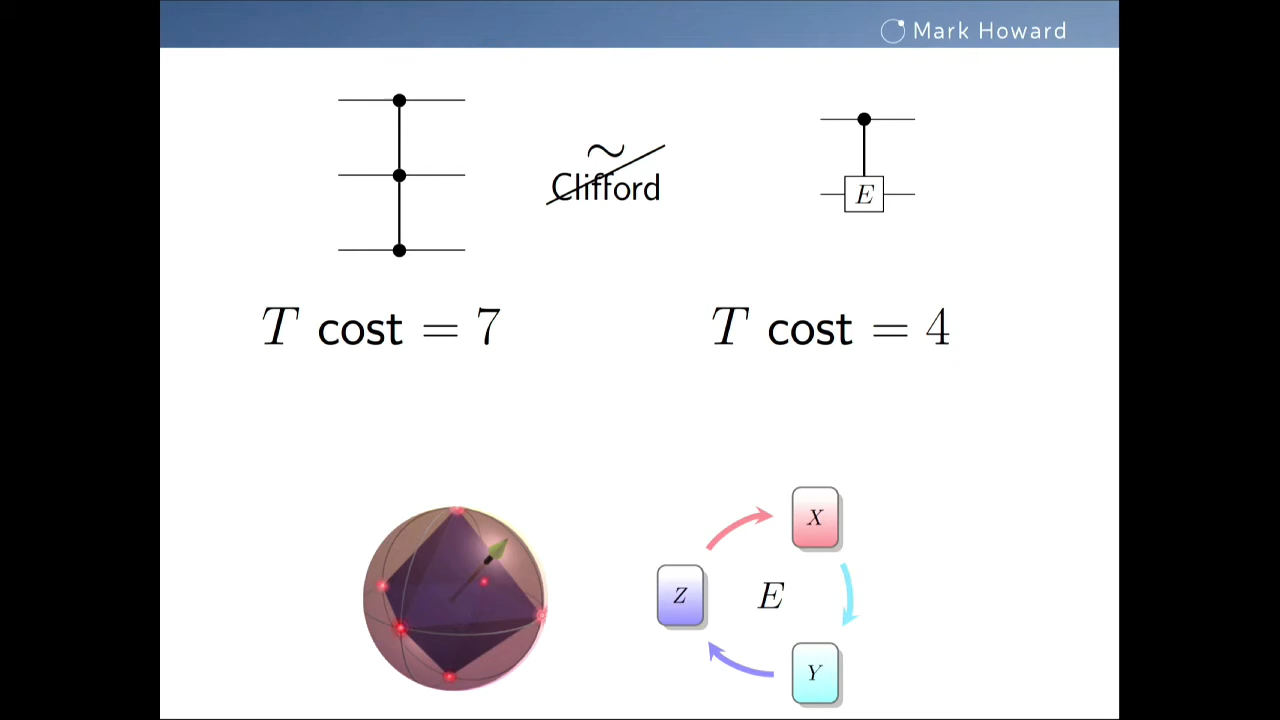 Mark Howard
∼
Clifford
E
T cost = 7
T cost = 4
X
Z
E
Y